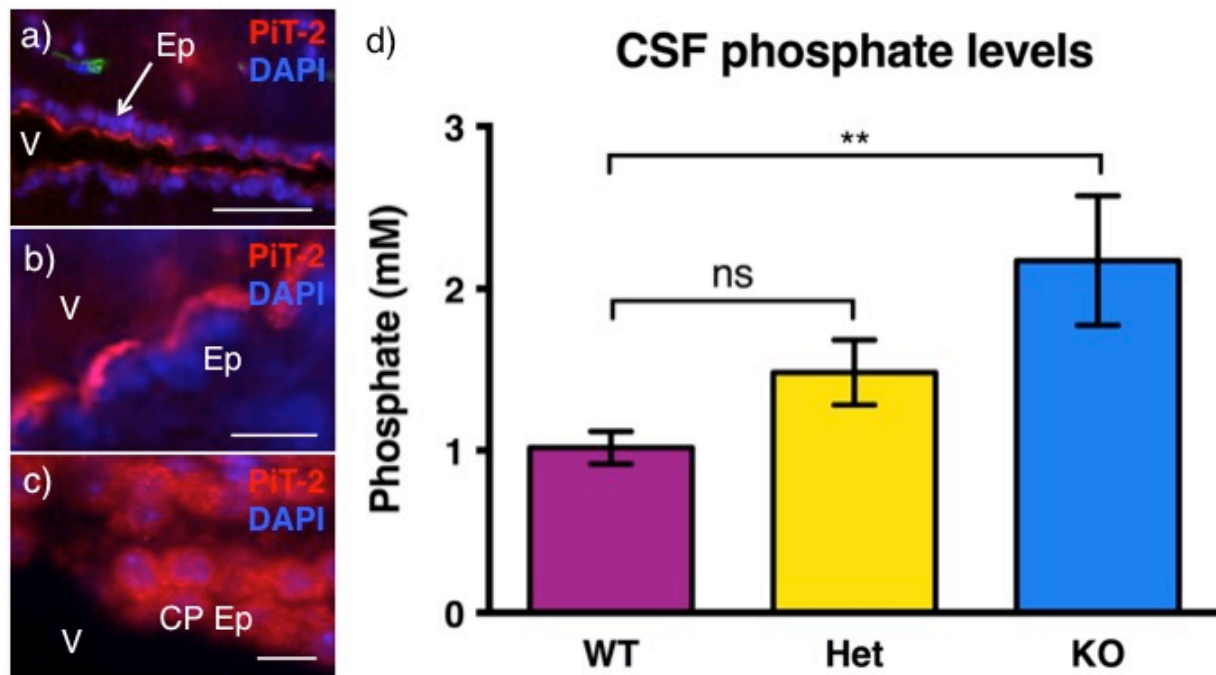 a)
Ep
PiT-2
DAPI
V
b)
PiT-2
DAPI
V
Ep
c)
PiT-2
DAPI
CP Ep
V
d)
CSF phosphate levels
Phosphate (mM)
3
2
1
0
**
ns
WT Het KO